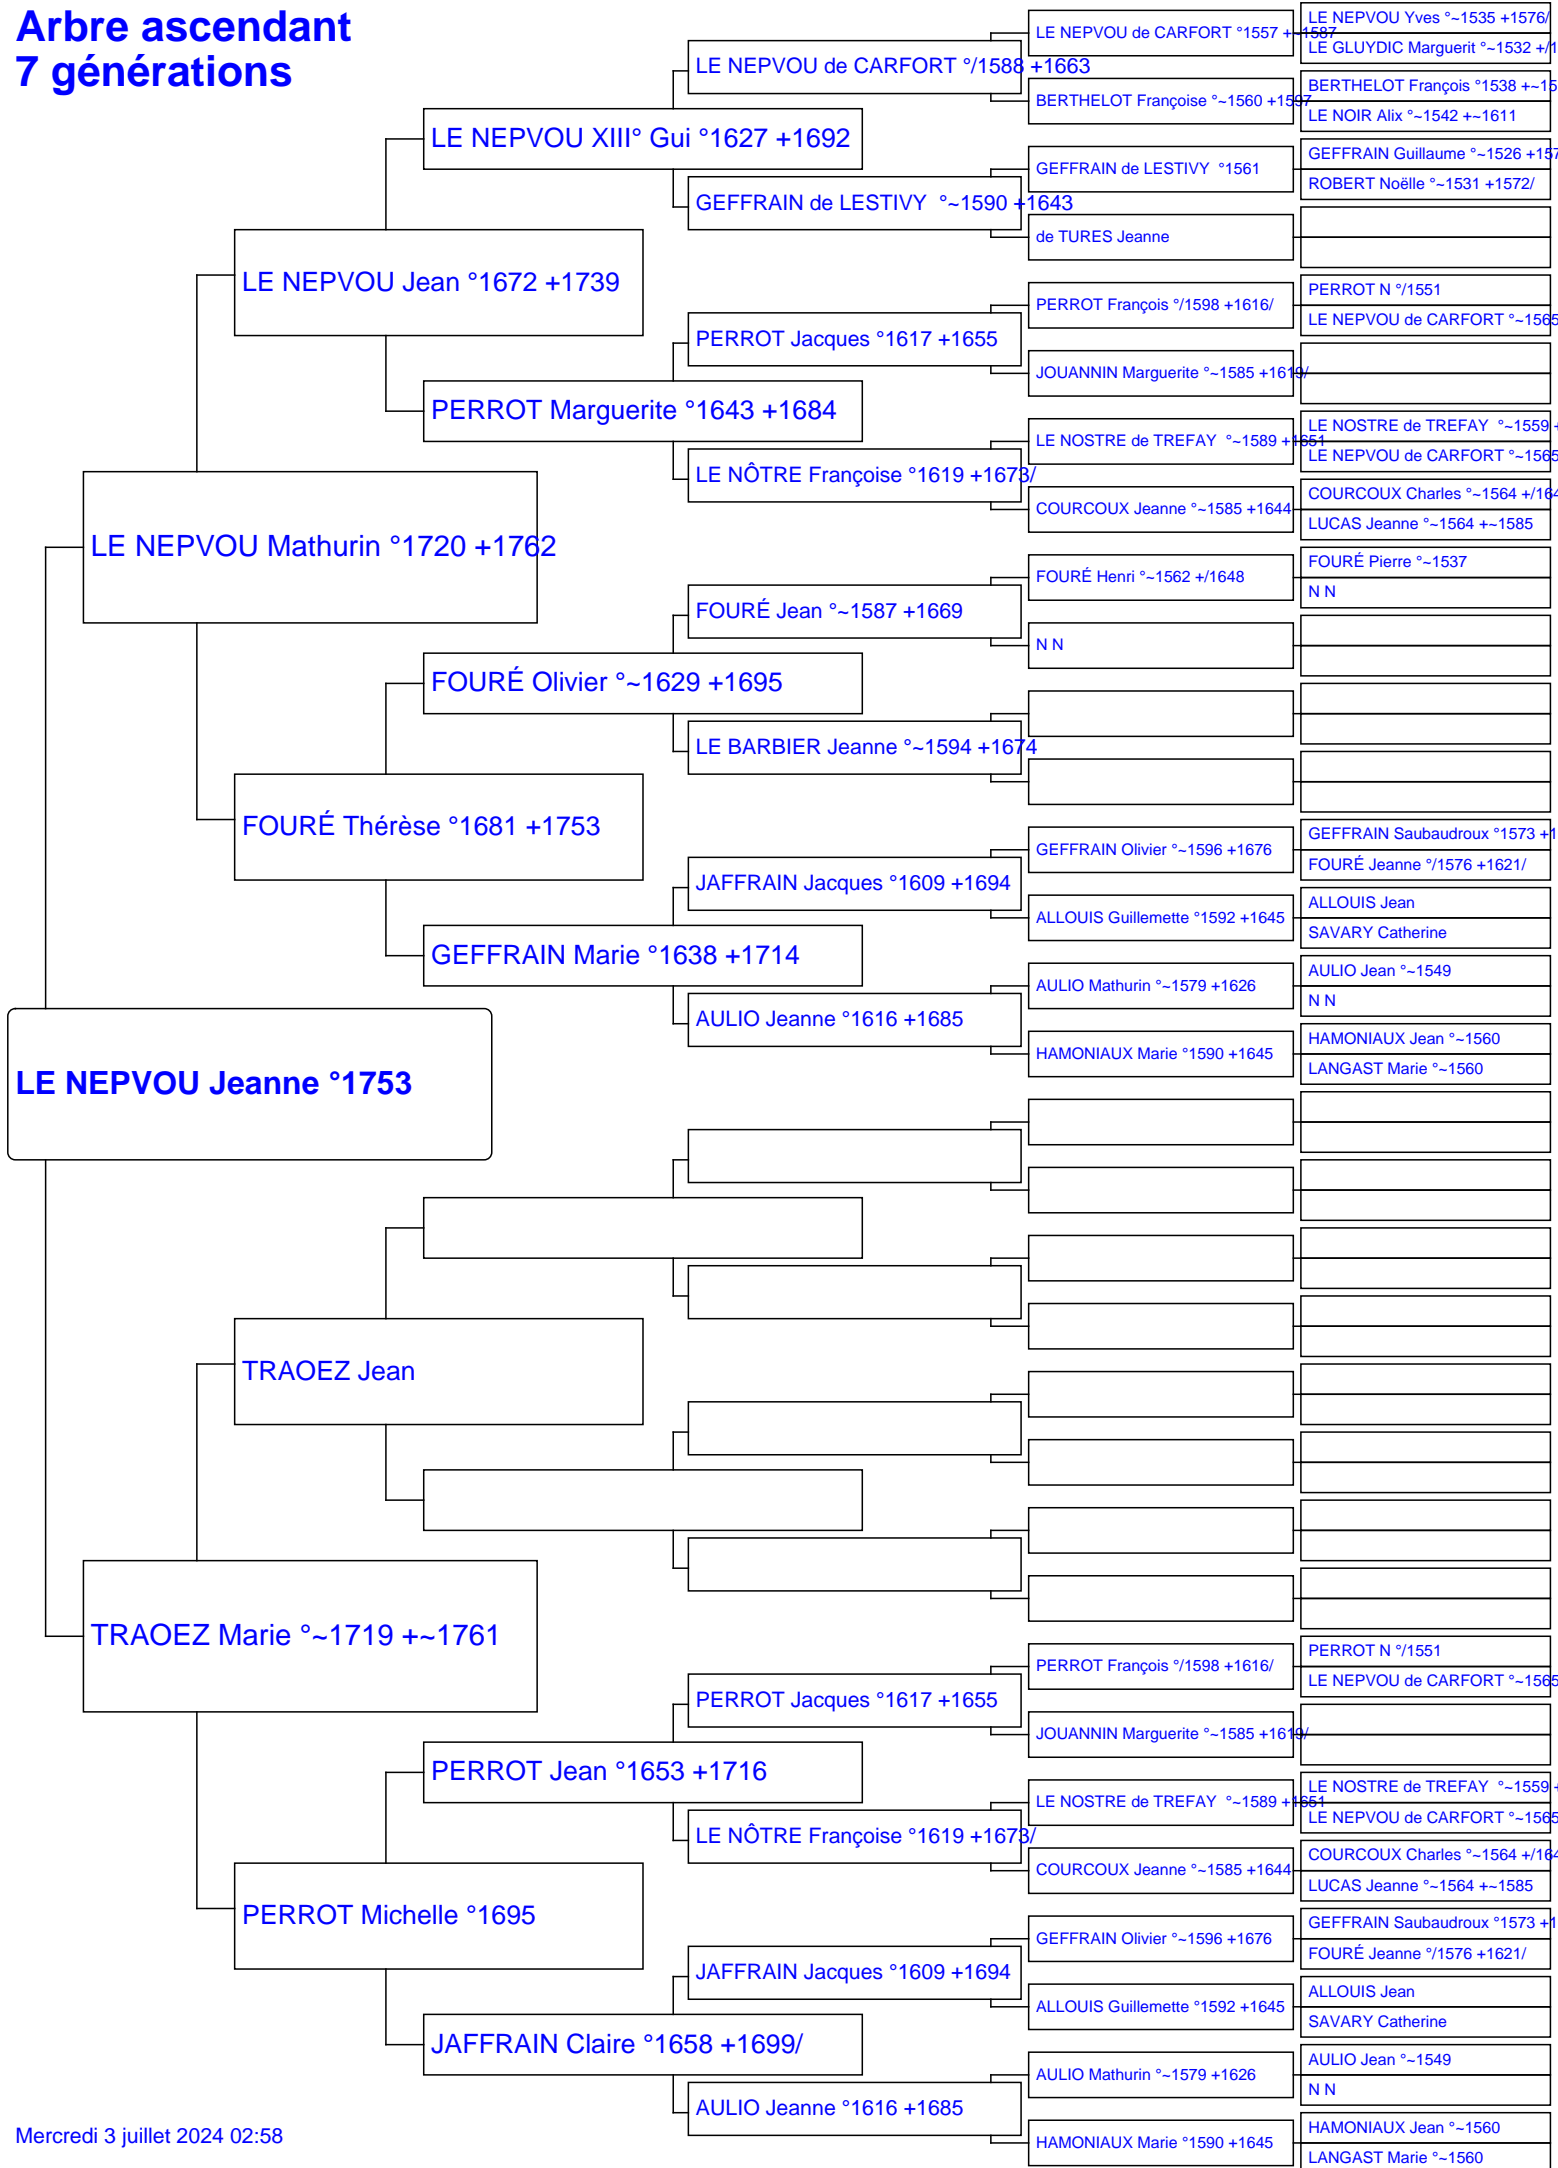 Arbre ascendant
7 générations
LE NEPVOU Jeanne °1753
LE NEPVOU Mathurin °1720 +1762
TRAOEZ Marie °~1719 +~1761
LE NEPVOU Jean °1672 +1739
FOURÉ Thérèse °1681 +1753
TRAOEZ Jean
PERROT Michelle °1695
LE NEPVOU XIII° Gui °1627 +1692
PERROT Marguerite °1643 +1684
FOURÉ Olivier °~1629 +1695
GEFFRAIN Marie °1638 +1714
PERROT Jean °1653 +1716
JAFFRAIN Claire °1658 +1699/
LE NEPVOU de CARFORT °/1588 +1663
GEFFRAIN de LESTIVY °~1590 +1643
PERROT Jacques °1617 +1655
LE NÔTRE Françoise °1619 +1673/
FOURÉ Jean °~1587 +1669
LE BARBIER Jeanne °~1594 +1674
JAFFRAIN Jacques °1609 +1694
AULIO Jeanne °1616 +1685
PERROT Jacques °1617 +1655
LE NÔTRE Françoise °1619 +1673/
JAFFRAIN Jacques °1609 +1694
AULIO Jeanne °1616 +1685
LE NEPVOU de CARFORT °1557 +~1587
BERTHELOT Françoise °~1560 +1597
GEFFRAIN de LESTIVY °1561
de TURES Jeanne
PERROT François °/1598 +1616/
JOUANNIN Marguerite °~1585 +1619/
LE NOSTRE de TREFAY °~1589 +1651
COURCOUX Jeanne °~1585 +1644
FOURÉ Henri °~1562 +/1648
N N
GEFFRAIN Olivier °~1596 +1676
ALLOUIS Guillemette °1592 +1645
AULIO Mathurin °~1579 +1626
HAMONIAUX Marie °1590 +1645
PERROT François °/1598 +1616/
JOUANNIN Marguerite °~1585 +1619/
LE NOSTRE de TREFAY °~1589 +1651
COURCOUX Jeanne °~1585 +1644
GEFFRAIN Olivier °~1596 +1676
ALLOUIS Guillemette °1592 +1645
AULIO Mathurin °~1579 +1626
HAMONIAUX Marie °1590 +1645
LE NEPVOU Yves °~1535 +1576/
LE GLUYDIC Marguerit °~1532 +/1
BERTHELOT François °1538 +~15
LE NOIR Alix °~1542 +~1611
GEFFRAIN Guillaume °~1526 +157
ROBERT Noëlle °~1531 +1572/
PERROT N °/1551
LE NEPVOU de CARFORT °~1565
LE NOSTRE de TREFAY °~1559 +
LE NEPVOU de CARFORT °~1565
COURCOUX Charles °~1564 +/164
LUCAS Jeanne °~1564 +~1585
FOURÉ Pierre °~1537
N N
GEFFRAIN Saubaudroux °1573 +1
FOURÉ Jeanne °/1576 +1621/
ALLOUIS Jean
SAVARY Catherine
AULIO Jean °~1549
N N
HAMONIAUX Jean °~1560
LANGAST Marie °~1560
PERROT N °/1551
LE NEPVOU de CARFORT °~1565
LE NOSTRE de TREFAY °~1559 +
LE NEPVOU de CARFORT °~1565
COURCOUX Charles °~1564 +/164
LUCAS Jeanne °~1564 +~1585
GEFFRAIN Saubaudroux °1573 +1
FOURÉ Jeanne °/1576 +1621/
ALLOUIS Jean
SAVARY Catherine
AULIO Jean °~1549
N N
HAMONIAUX Jean °~1560
LANGAST Marie °~1560
Mercredi 3 juillet 2024 02:58